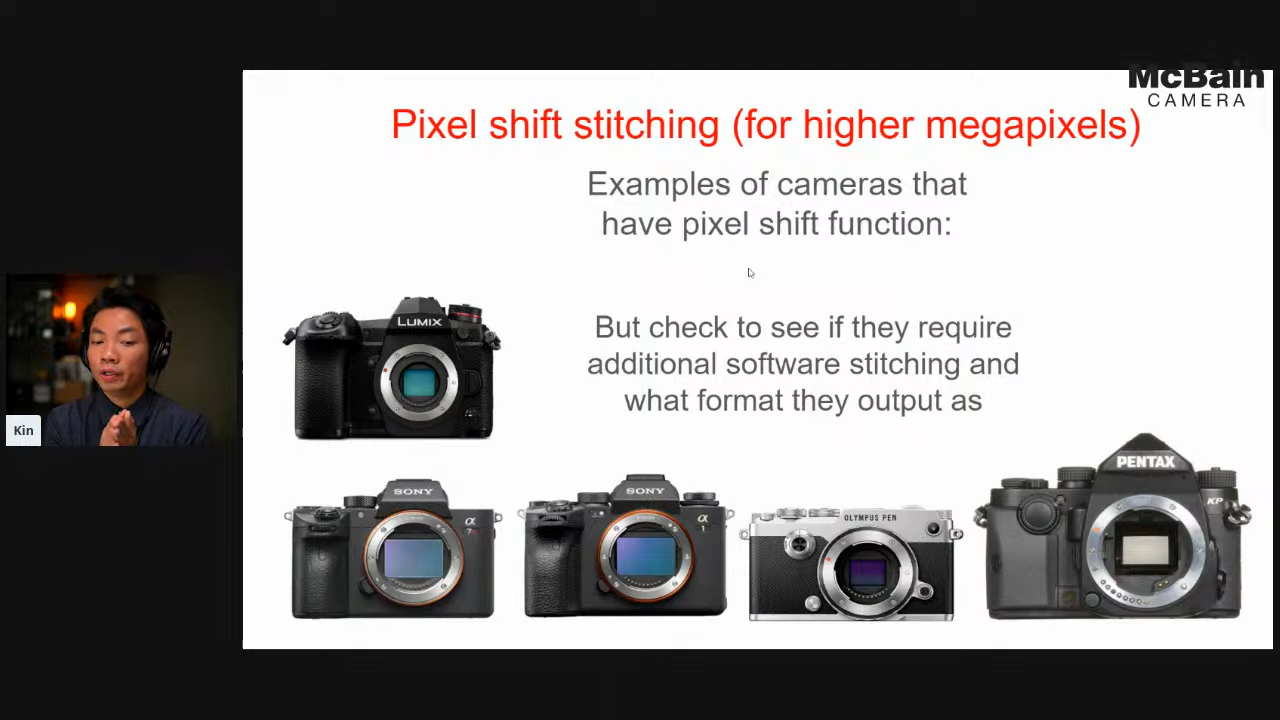 McBain
CAMERA
Pixel shift stitching (for higher megapixels)
Examples of cameras that
have pixel shift function:
But check to see if they require
additional software stitching and
what format they output as
LUMIX
Kin
SONY
α
SONY
α
1
OLYMPUS PEN
PENTAX
KP